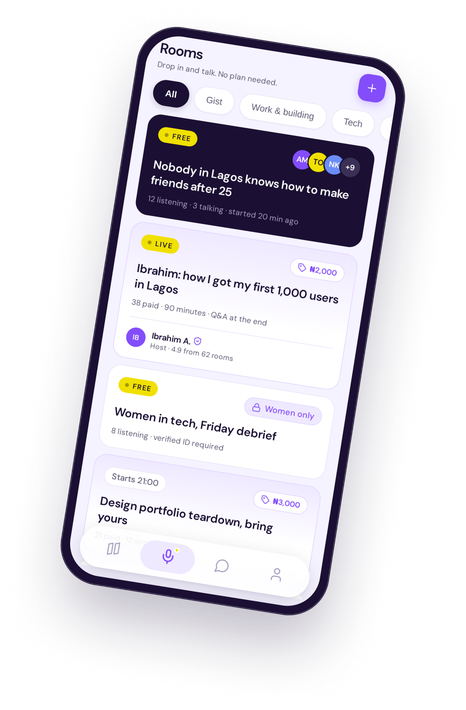 Rooms
Drop in and talk. No plan needed.
All
Gist
Work & building
Tech
FREE
AM
TO
NK
+9
Nobody in Lagos knows how to make
friends after 25
12 listening · 3 talking · started 20 min ago
LIVE
₦2,000
Ibrahim: how I got my first 1,000 users
in Lagos
38 paid · 90 minutes · Q&A at the end
IB
Ibrahim A.
Host · 4.9 from 62 rooms
FREE
Women only
Women in tech, Friday debrief
8 listening · verified ID required
Starts 21:00
₦3,000
Design portfolio teardown, bring
yours